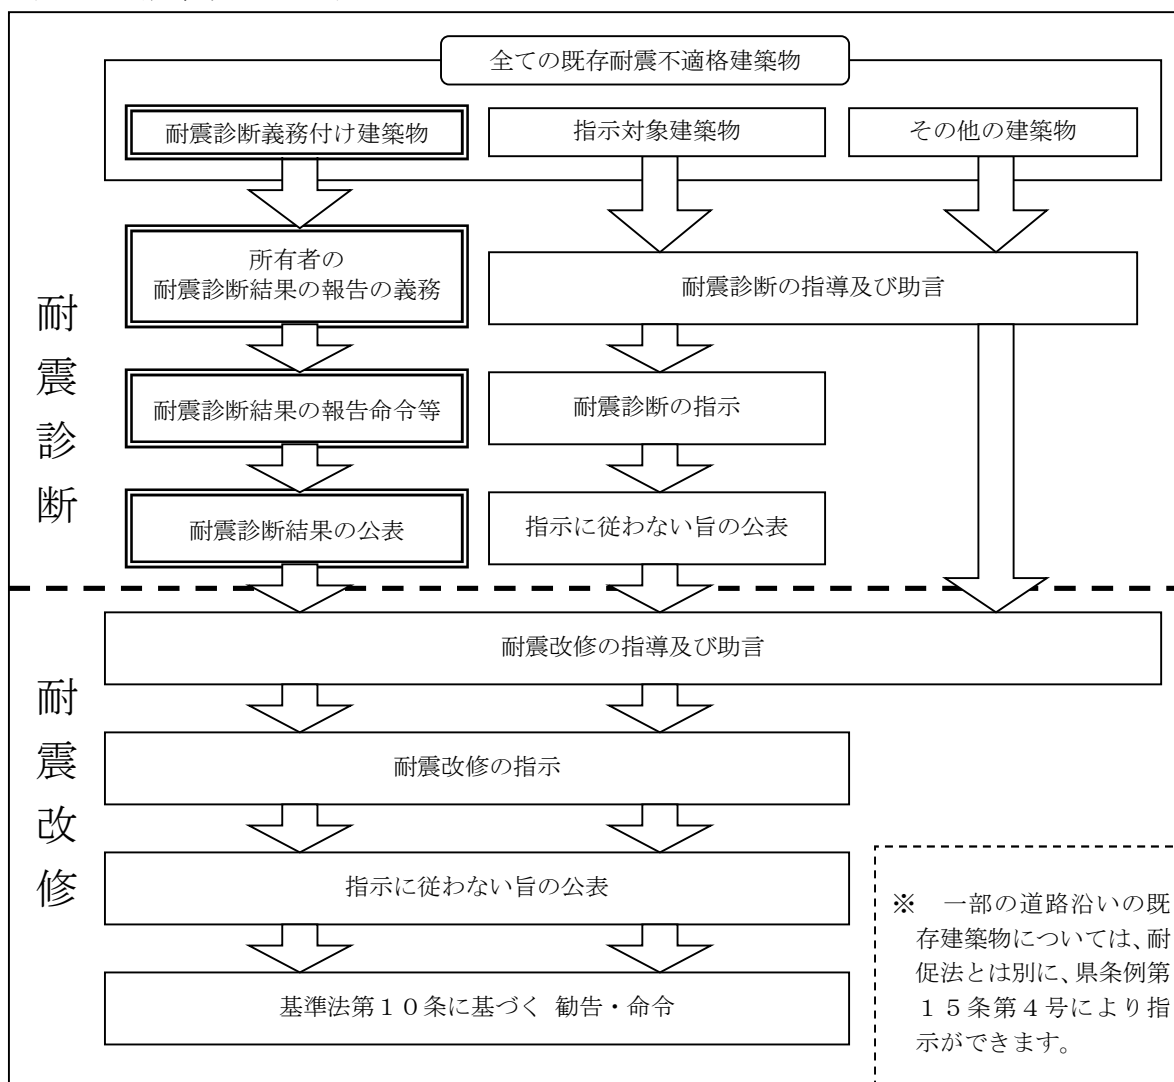 全ての既存耐震不適格建築物
耐震診断義務付け建築物
指示対象建築物
その他の建築物
耐震診断
所有者の
耐震診断結果の報告の義務
耐震診断の指導及び助言
耐震診断結果の報告命令等
耐震診断の指示
耐震診断結果の公表
指示に従わない旨の公表
耐震改修
耐震改修の指導及び助言
耐震改修の指示
指示に従わない旨の公表
基準法第10条に基づく 勧告・命令
※ 一部の道路沿いの既
存建築物については、耐
促法とは別に、県条例第
15条第4号により指
示ができます。